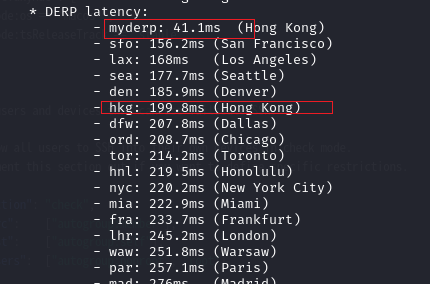 * DERP latency:
- myderp: 41.1ms (Hong Kong)
- sfo: 156.2ms (San Francisco)
- lax: 168ms (Los Angeles)
- sea: 177.7ms (Seattle)
- den: 185.9ms (Denver)
- hkg: 199.8ms (Hong Kong)
- dfw: 207.8ms (Dallas)
- ord: 208.7ms (Chicago)
- tor: 214.2ms (Toronto)
- hnl: 219.5ms (Honolulu)
- nyc: 220.2ms (New York City)
- mia: 222.9ms (Miami)
- fra: 233.7ms (Frankfurt)
- lhr: 245.2ms (London)
- waw: 251.8ms (Warsaw)
- par: 257.1ms (Paris)
- mad: 276ms (Madrid)